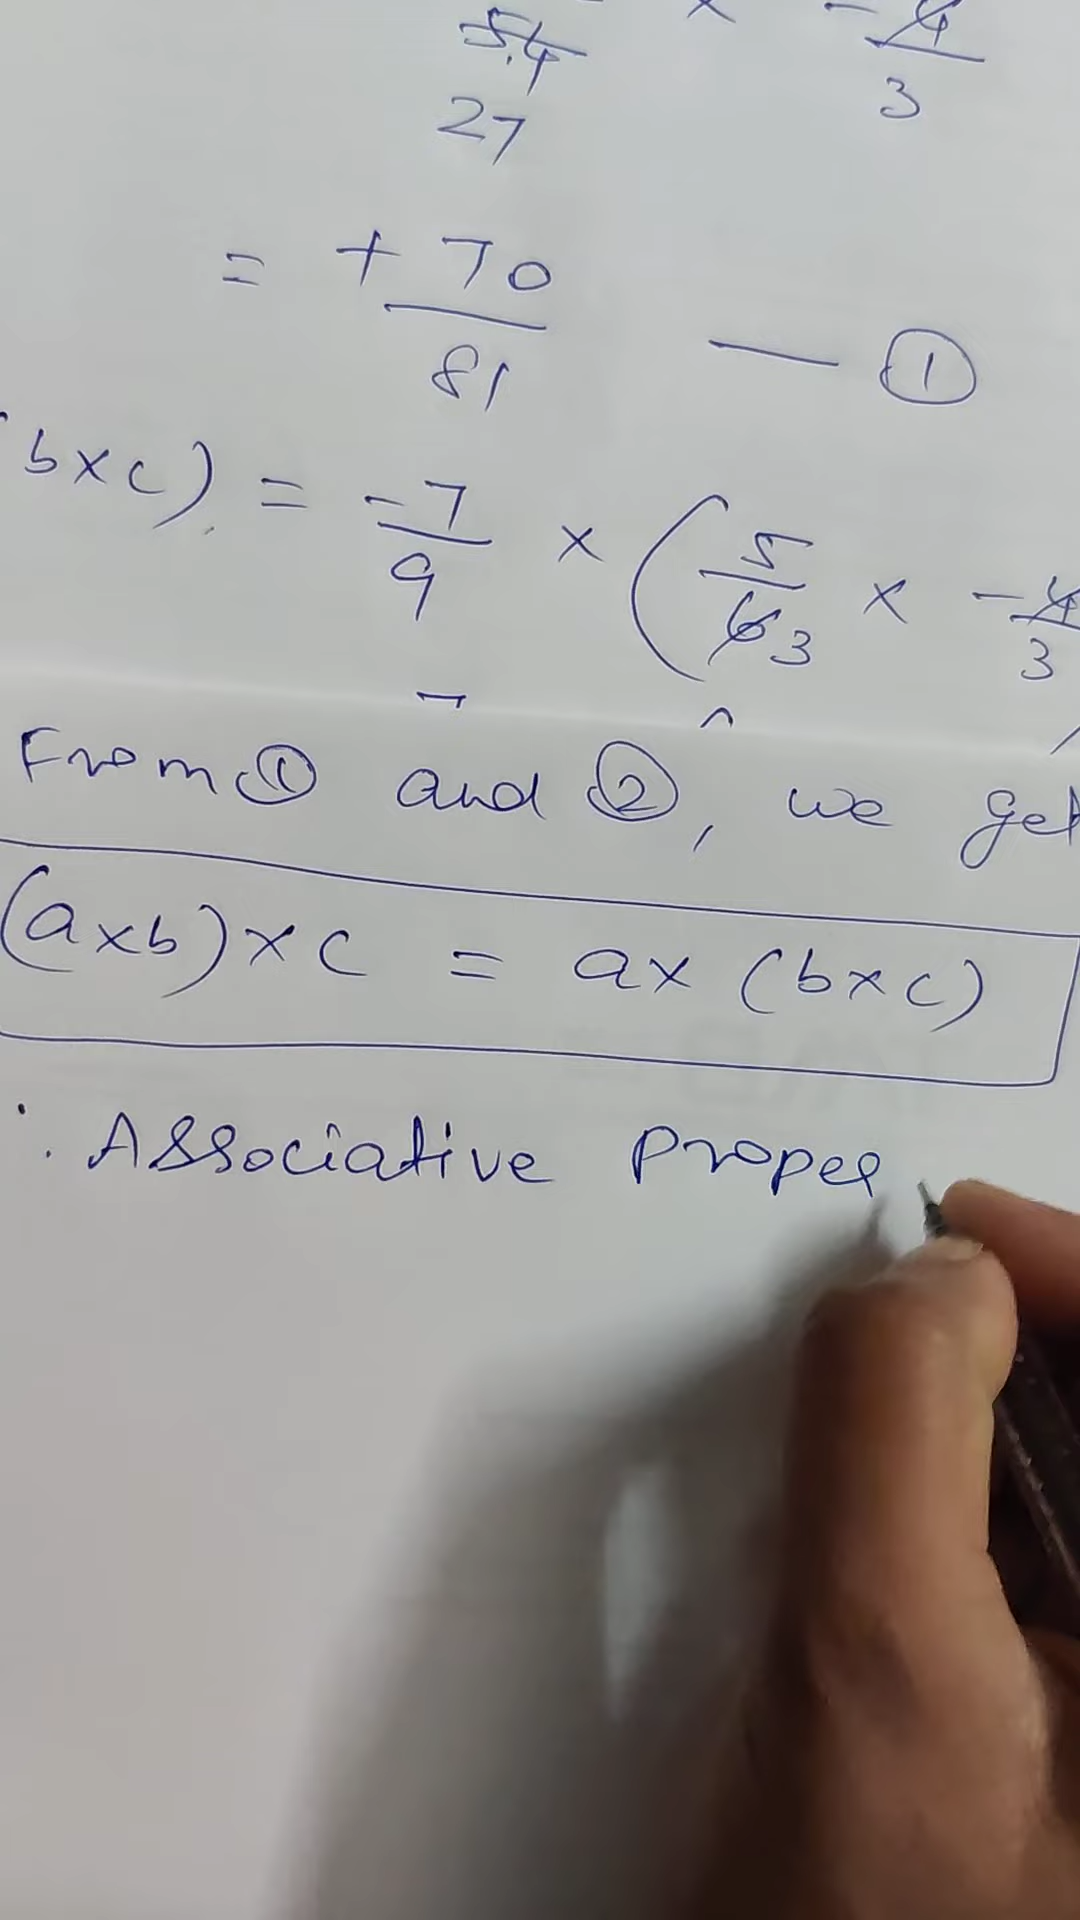 54 × -4/3
27
= + 70/81 — ①
b×c) = -7/9 × (5/6 3 × -4/3
From ① and ②, we get
(a×b)×c = a× (b×c)
∴ Associative proper